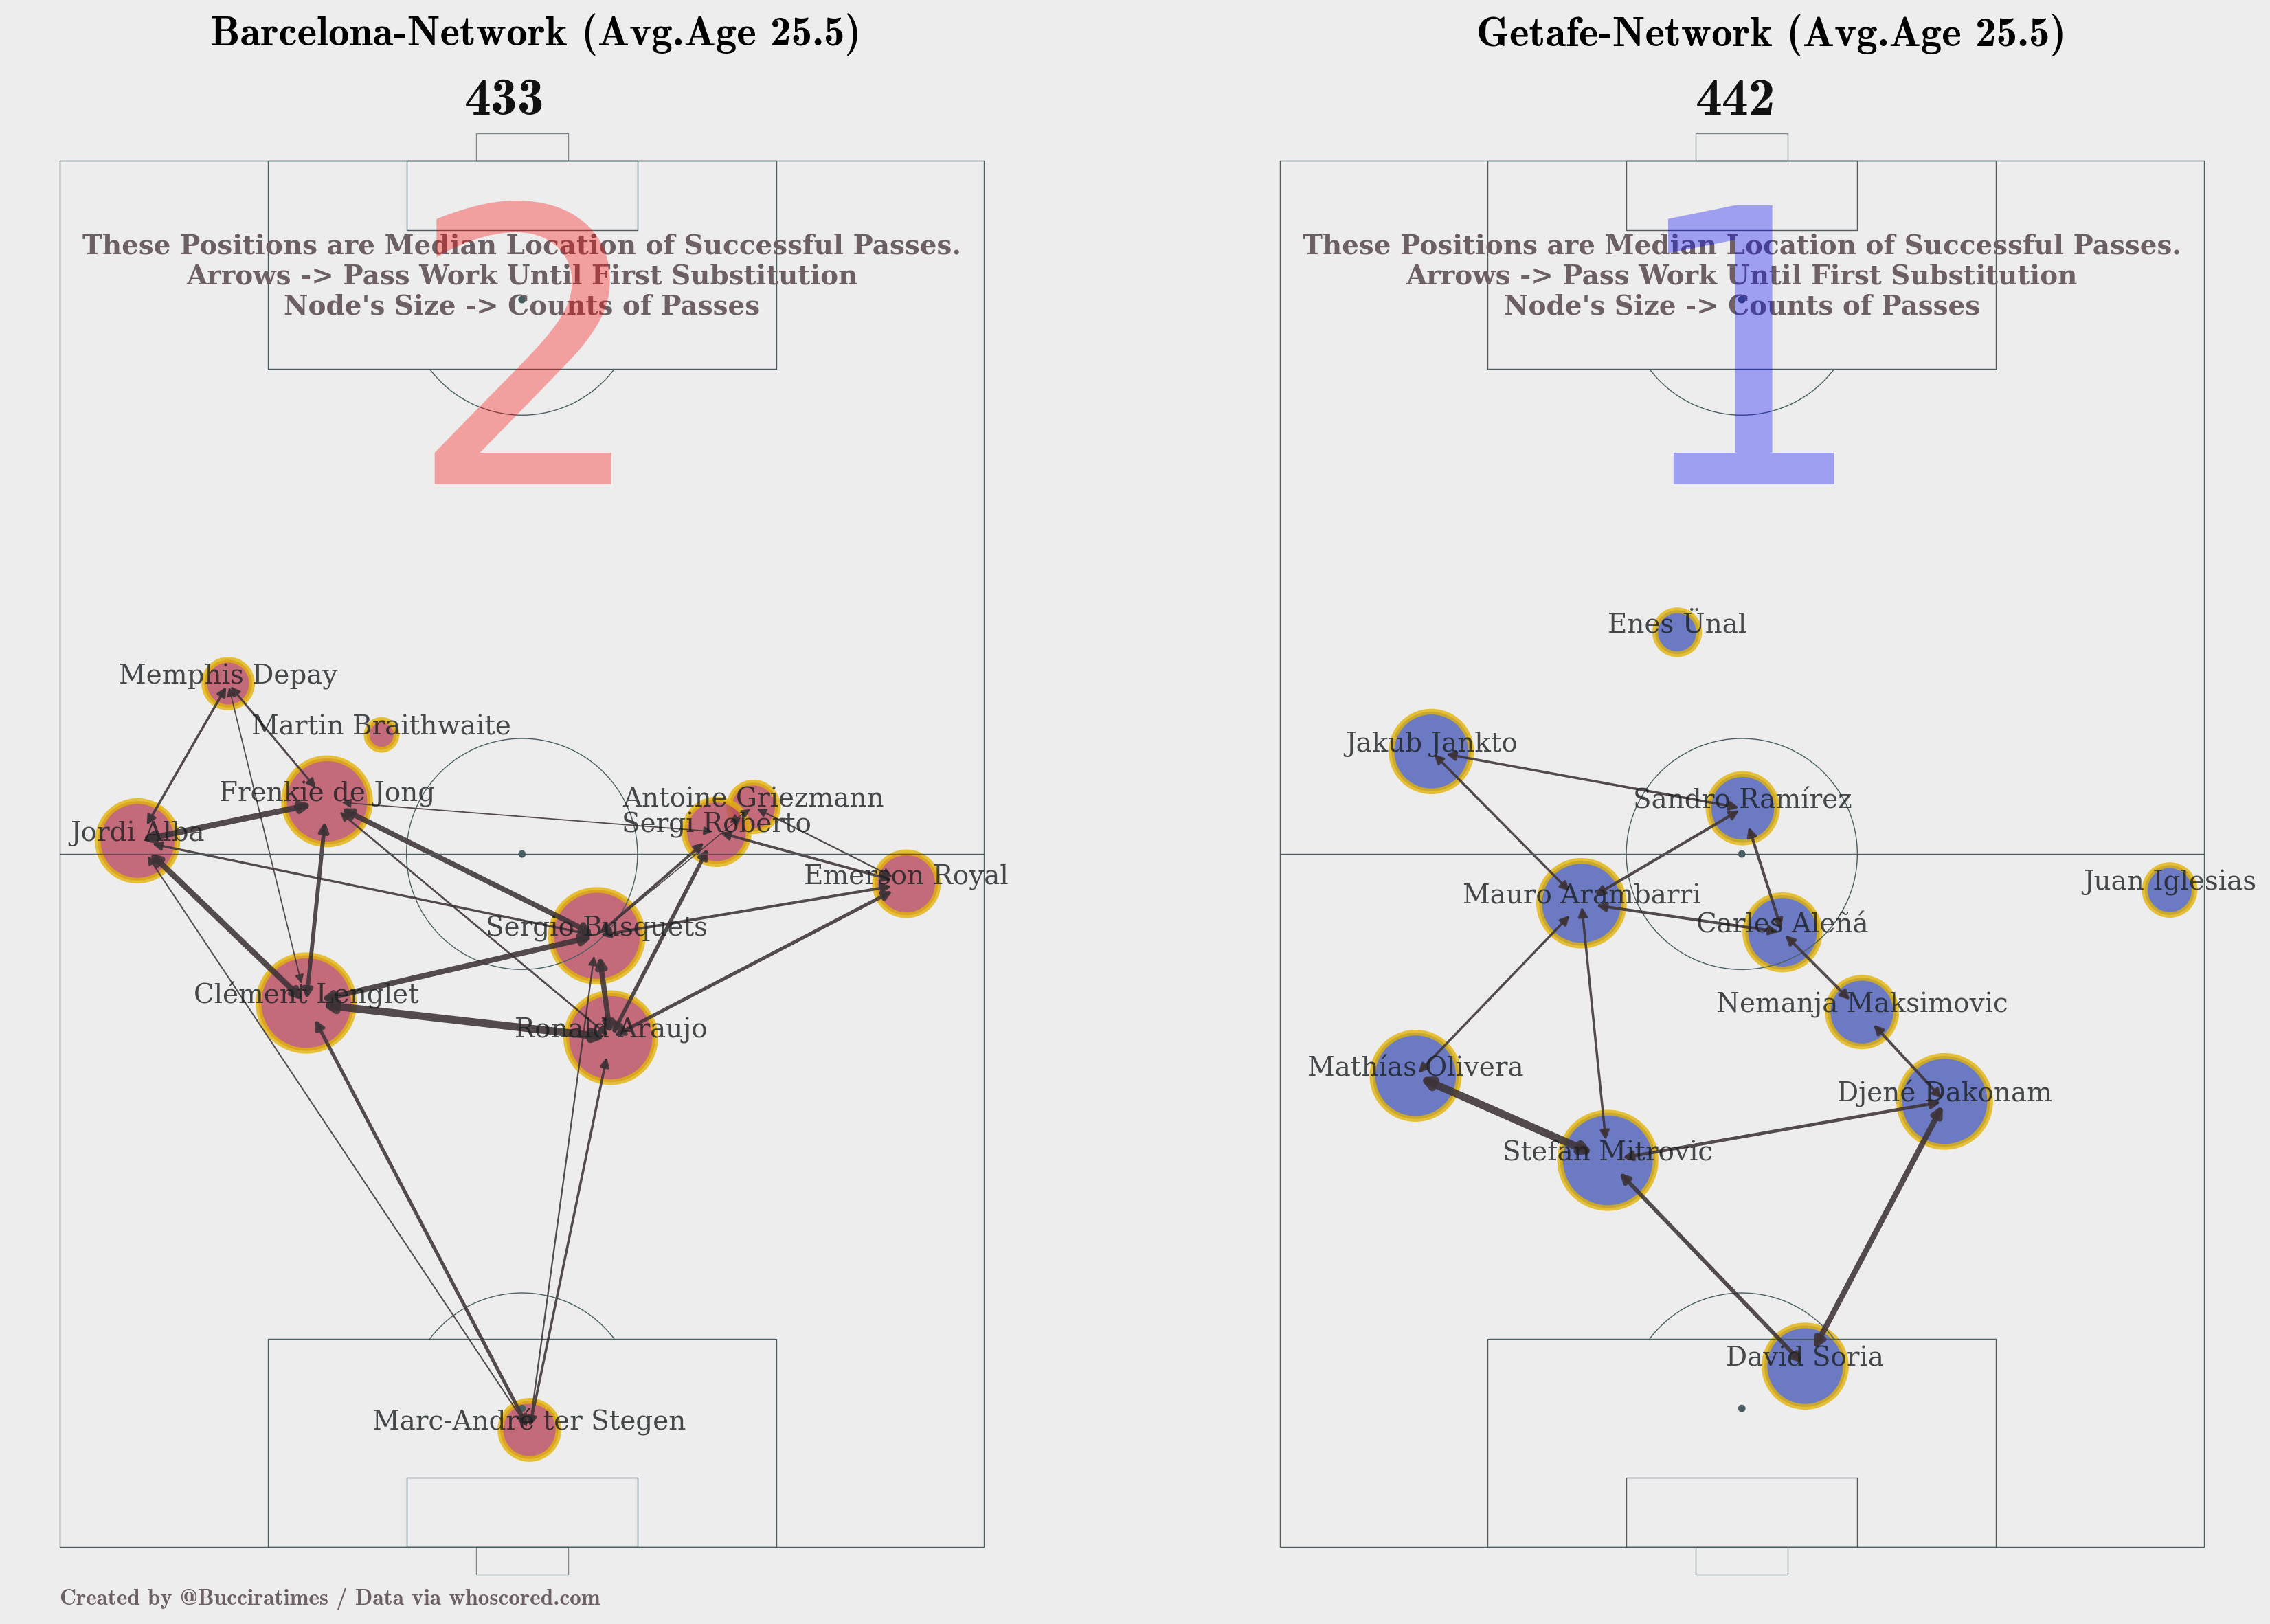 Barcelona-Network (Avg.Age 25.5)
433
2
These Positions are Median Location of Successful Passes.
Arrows -> Pass Work Until First Substitution
Node's Size -> Counts of Passes
Memphis Depay
Martin Braithwaite
Frenkie de Jong
Antoine Griezmann
Sergi Roberto
Jordi Alba
Emerson Royal
Sergio Busquets
Clément Lenglet
Ronald Araujo
Marc-André ter Stegen
Getafe-Network (Avg.Age 25.5)
442
1
These Positions are Median Location of Successful Passes.
Arrows -> Pass Work Until First Substitution
Node's Size -> Counts of Passes
Enes Ünal
Jakub Jankto
Sandro Ramírez
Juan Iglesias
Mauro Arambarri
Carles Aleñá
Nemanja Maksimovic
Mathías Olivera
Djené Dakonam
Stefan Mitrovic
David Soria
Created by @Bucciratimes / Data via whoscored.com